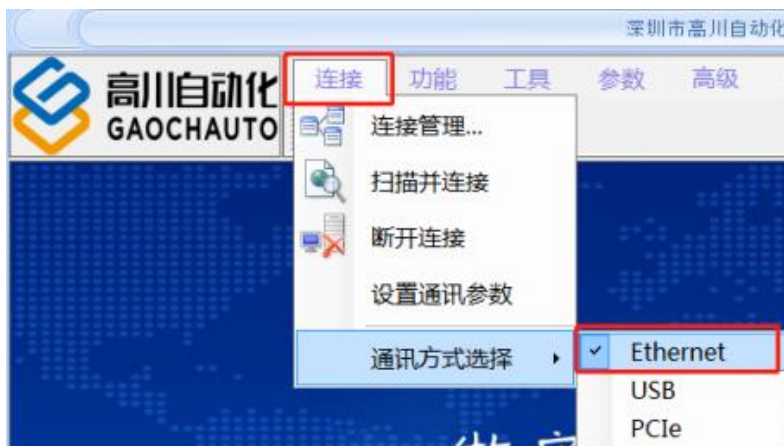 深圳市高川自动化
高川自动化
GAOCHAUTO
连接 功能 工具 参数 高级
连接管理...
扫描并连接
断开连接
设置通讯参数
通讯方式选择
Ethernet
USB
PCIe